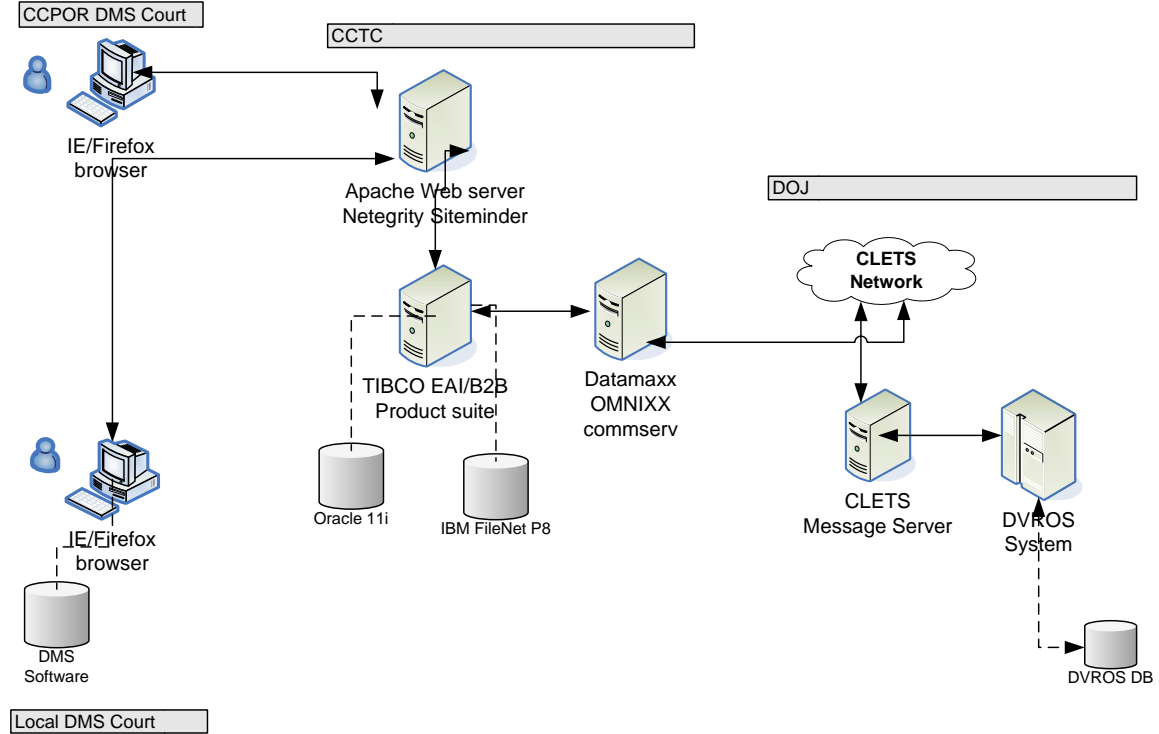 CCPOR DMS Court
CCTC
IE/Firefox
browser
Apache Web server
Netegrity Siteminder
DOJ
CLETS
Network
TIBCO EAI/B2B
Product suite
Datamaxx
OMNIXX
commserv
Oracle 11i
IBM FileNet P8
CLETS
Message Server
DVROS
System
IE/Firefox
browser
DMS
Software
DVROS DB
Local DMS Court